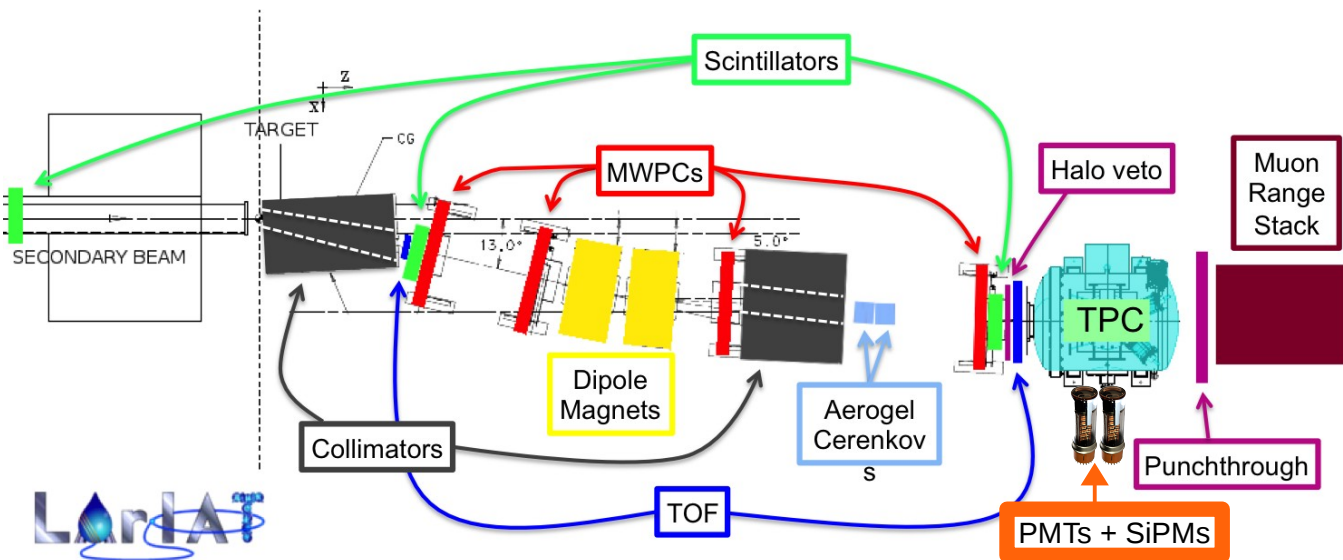 Scintillators
Z
X
TARGET
CG
MWPCs
Halo veto
Muon
Range
Stack
SECONDARY BEAM
13.0°
5.0°
TPC
Dipole
Magnets
Aerogel
Cerenkov
s
Collimators
Punchthrough
TOF
PMTs + SiPMs
LArIAT